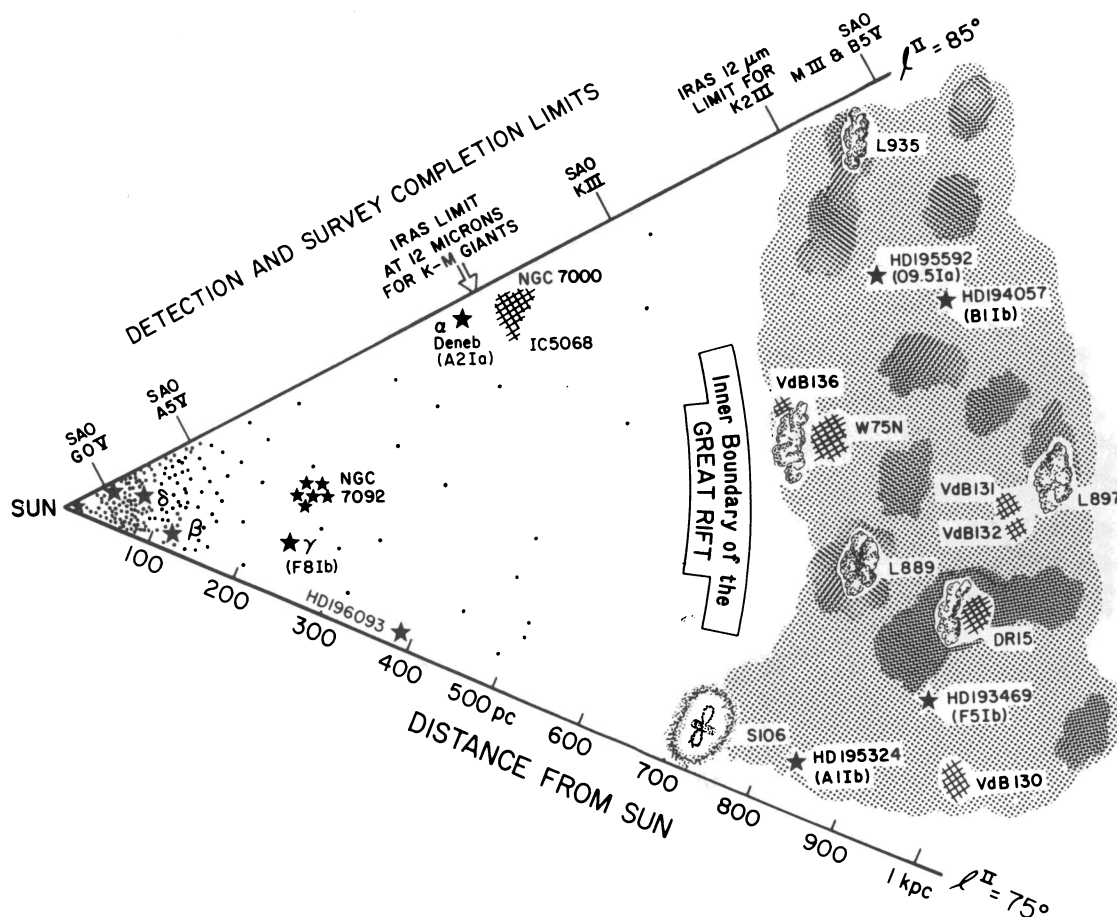 SAO
M III & B5 V
l II = 85°
IRAS 12 μm
LIMIT FOR
K2 III
DETECTION AND SURVEY COMPLETION LIMITS
SAO
K III
IRAS LIMIT
AT 12 MICRONS
FOR K-M GIANTS
SAO
A5 V
SAO
G0 V
SUN
L935
HD195592
(O9.5Ia)
HD194057
(B1Ib)
NGC 7000
IC5068
α
Deneb
(A2Ia)
Inner Boundary of the
GREAT RIFT
VdB136
W75N
VdB131
VdB132
L897
L889
DR15
NGC
7092
δ
β
γ
(F8Ib)
HD196093
S106
HD193469
(F5Ib)
HD195324
(A1Ib)
VdB130
100
200
300
400
500 pc
600
700
800
900
1 kpc
DISTANCE FROM SUN
l II = 75°